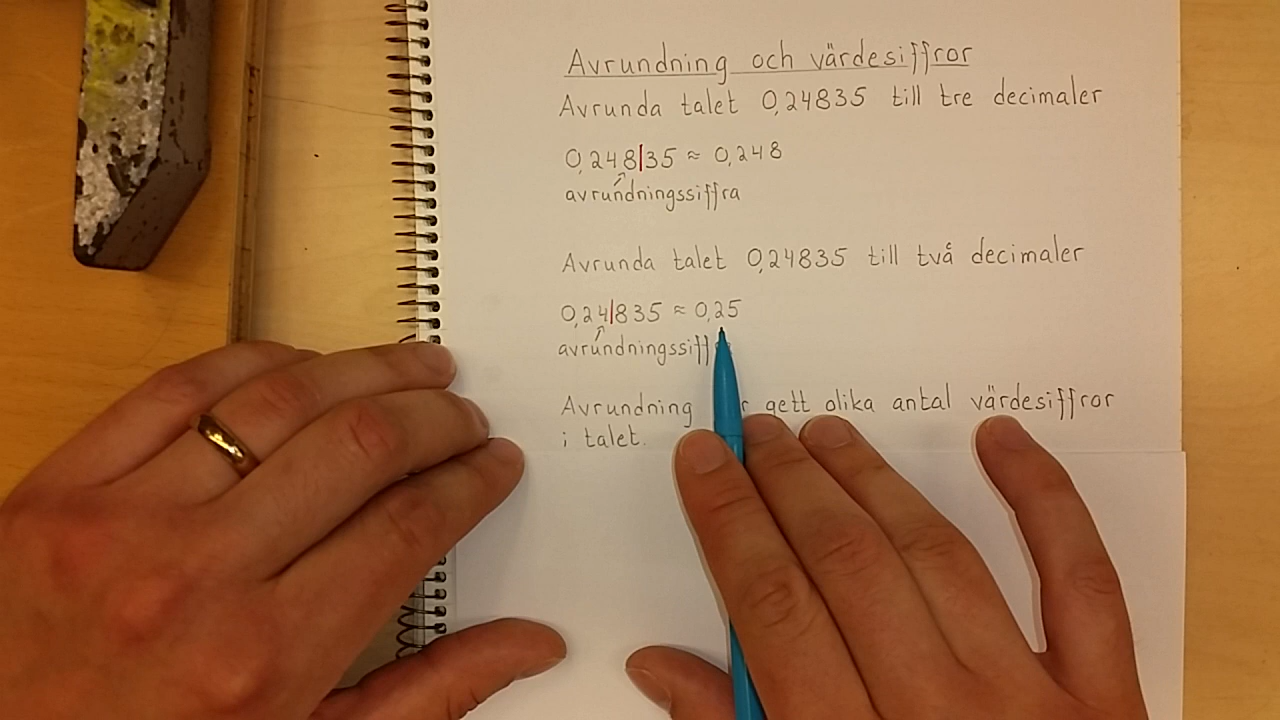 Avrundning och värdesiffror
Avrunda talet 0,24835 till tre decimaler
0,248|35 ≈ 0,248
avrundningssiffra
Avrunda talet 0,24835 till två decimaler
0,24|835 ≈ 0,25
Avrundning gett olika antal värdesiffror
i talet.